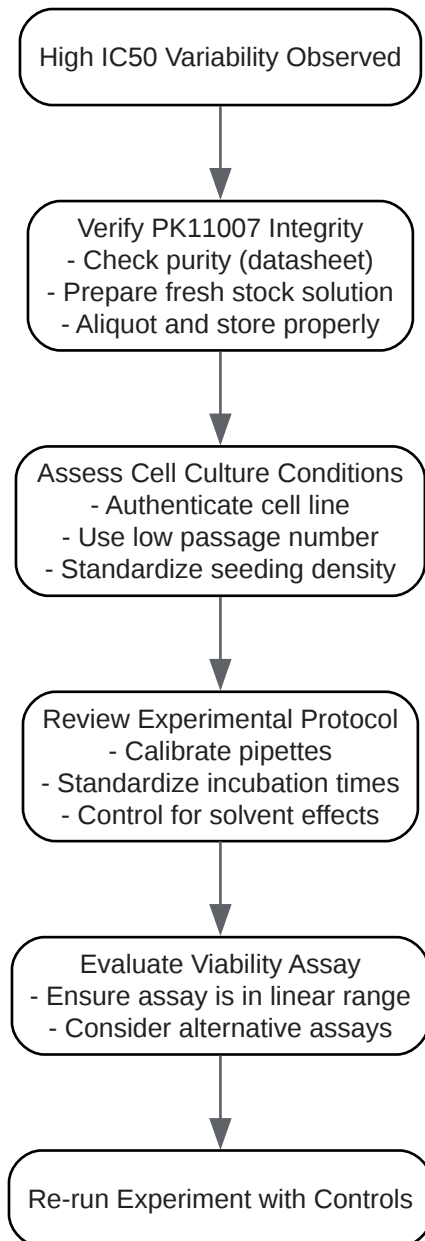 High IC50 Variability Observed
Verify PK11007 Integrity
- Check purity (datasheet)
- Prepare fresh stock solution
- Aliquot and store properly
Assess Cell Culture Conditions
- Authenticate cell line
- Use low passage number
- Standardize seeding density
Review Experimental Protocol
- Calibrate pipettes
- Standardize incubation times
- Control for solvent effects
Evaluate Viability Assay
- Ensure assay is in linear range
- Consider alternative assays
Re-run Experiment with Controls